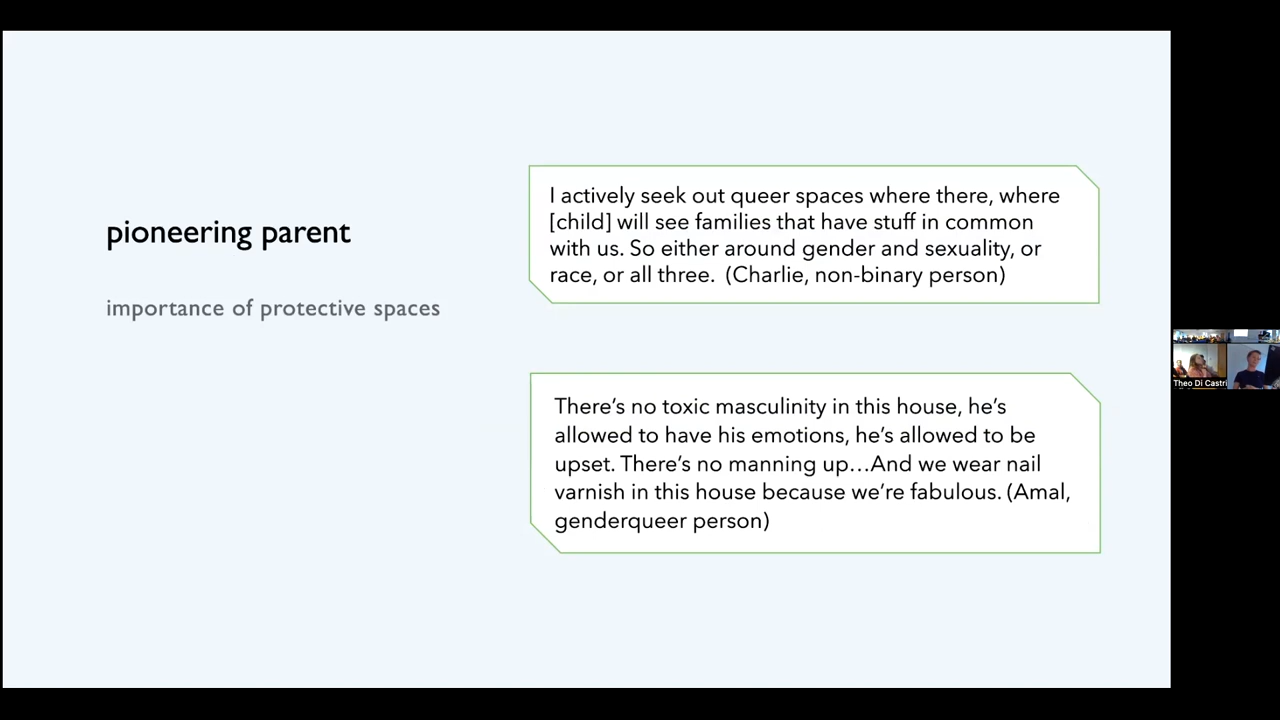 pioneering parent
importance of protective spaces
I actively seek out queer spaces where there, where
[child] will see families that have stuff in common
with us. So either around gender and sexuality, or
race, or all three.  (Charlie, non-binary person)
There’s no toxic masculinity in this house, he’s
allowed to have his emotions, he’s allowed to be
upset. There’s no manning up…And we wear nail
varnish in this house because we’re fabulous. (Amal,
genderqueer person)
Theo Di Castri